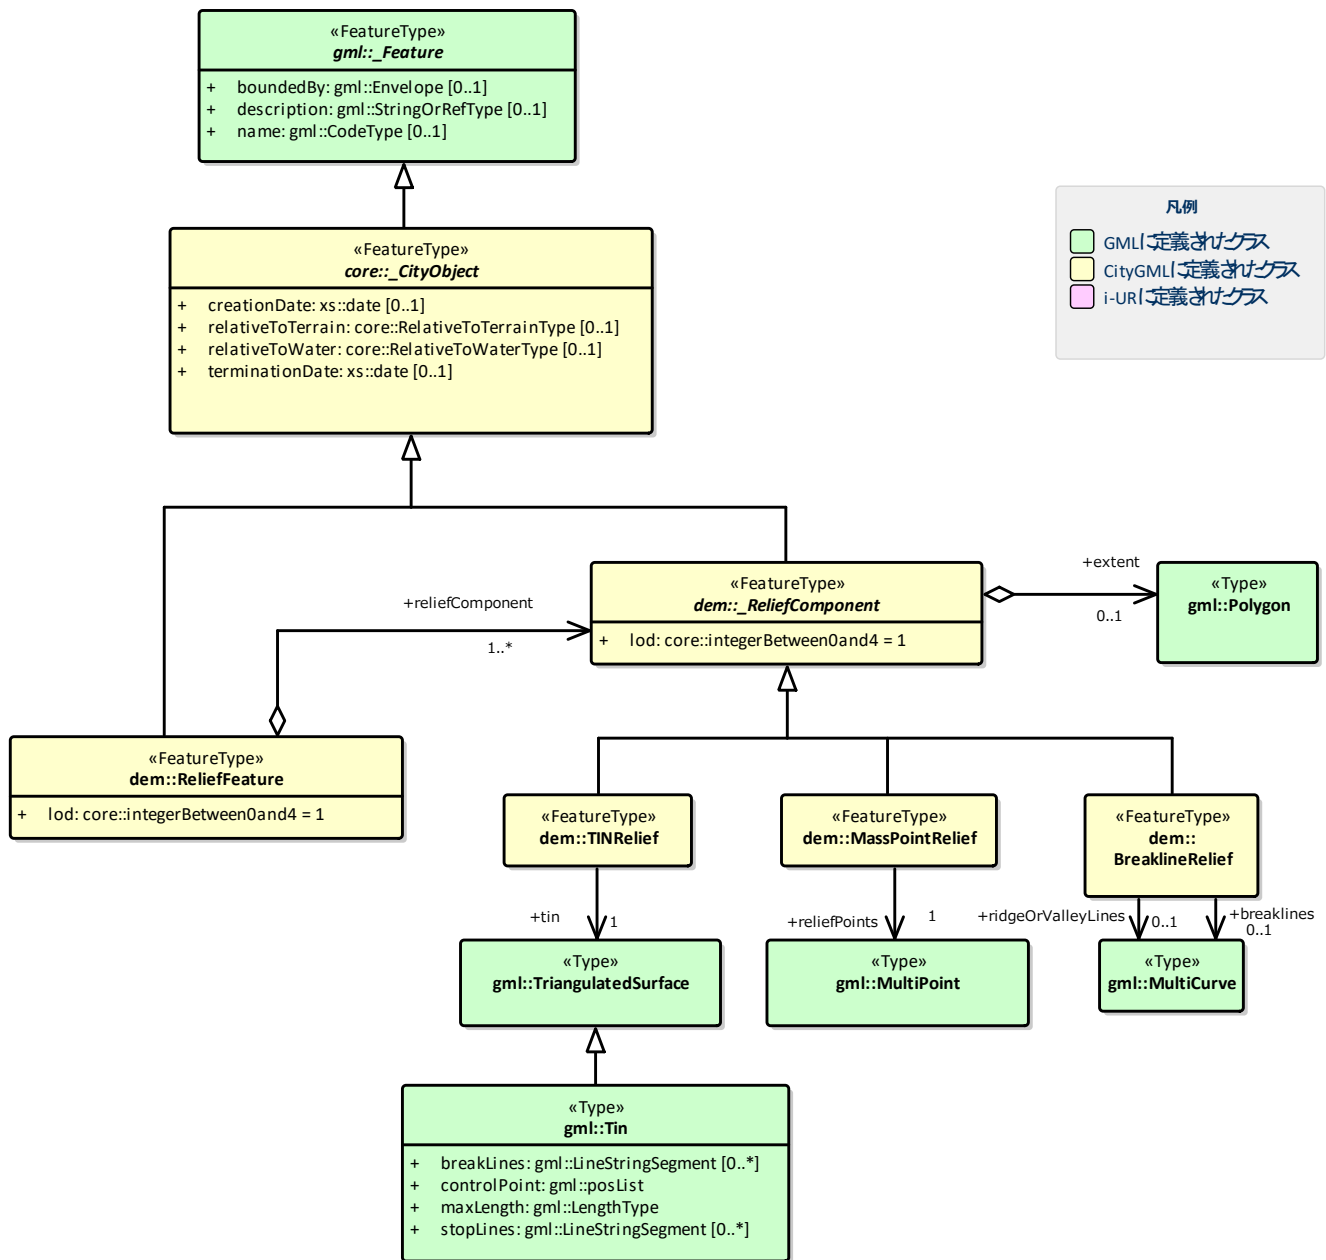 «FeatureType»
gml::_Feature
+ boundedBy: gml::Envelope [0..1]
+ description: gml::StringOrRefType [0..1]
+ name: gml::CodeType [0..1]
凡例
GMLに定義されたクラス
CityGMLに定義されたクラス
i-URに定義されたクラス
«FeatureType»
core::_CityObject
+ creationDate: xs::date [0..1]
+ relativeToTerrain: core::RelativeToTerrainType [0..1]
+ relativeToWater: core::RelativeToWaterType [0..1]
+ terminationDate: xs::date [0..1]
+reliefComponent
1..*
«FeatureType»
dem::_ReliefComponent
+ lod: core::integerBetween0and4 = 1
+extent
0..1
«Type»
gml::Polygon
«FeatureType»
dem::ReliefFeature
+ lod: core::integerBetween0and4 = 1
«FeatureType»
dem::TINRelief
«FeatureType»
dem::MassPointRelief
«FeatureType»
dem::
BreaklineRelief
+tin
1
+reliefPoints
1
+ridgeOrValleyLines
0..1
+breaklines
0..1
«Type»
gml::TriangulatedSurface
«Type»
gml::MultiPoint
«Type»
gml::MultiCurve
«Type»
gml::Tin
+ breakLines: gml::LineStringSegment [0..*]
+ controlPoint: gml::posList
+ maxLength: gml::LengthType
+ stopLines: gml::LineStringSegment [0..*]